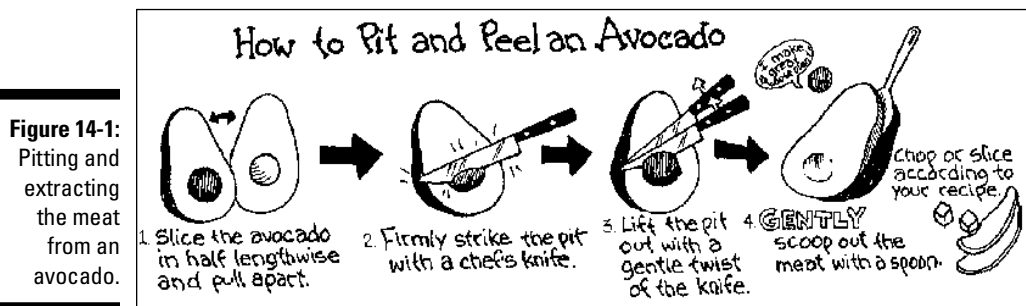 How to Pit and Peel an Avocado
Figure 14-1:
Pitting and
extracting
the meat
from an
avocado.
1. Slice the avocado
in half lengthwise
and pull apart.
2. Firmly strike the pit
with a chef's knife.
3. Lift the pit
out with a
gentle twist
of the knife.
I make
a great
4. GENTLY
scoop out the
meat with a spoon.
Chop or slice
according to
your recipe.